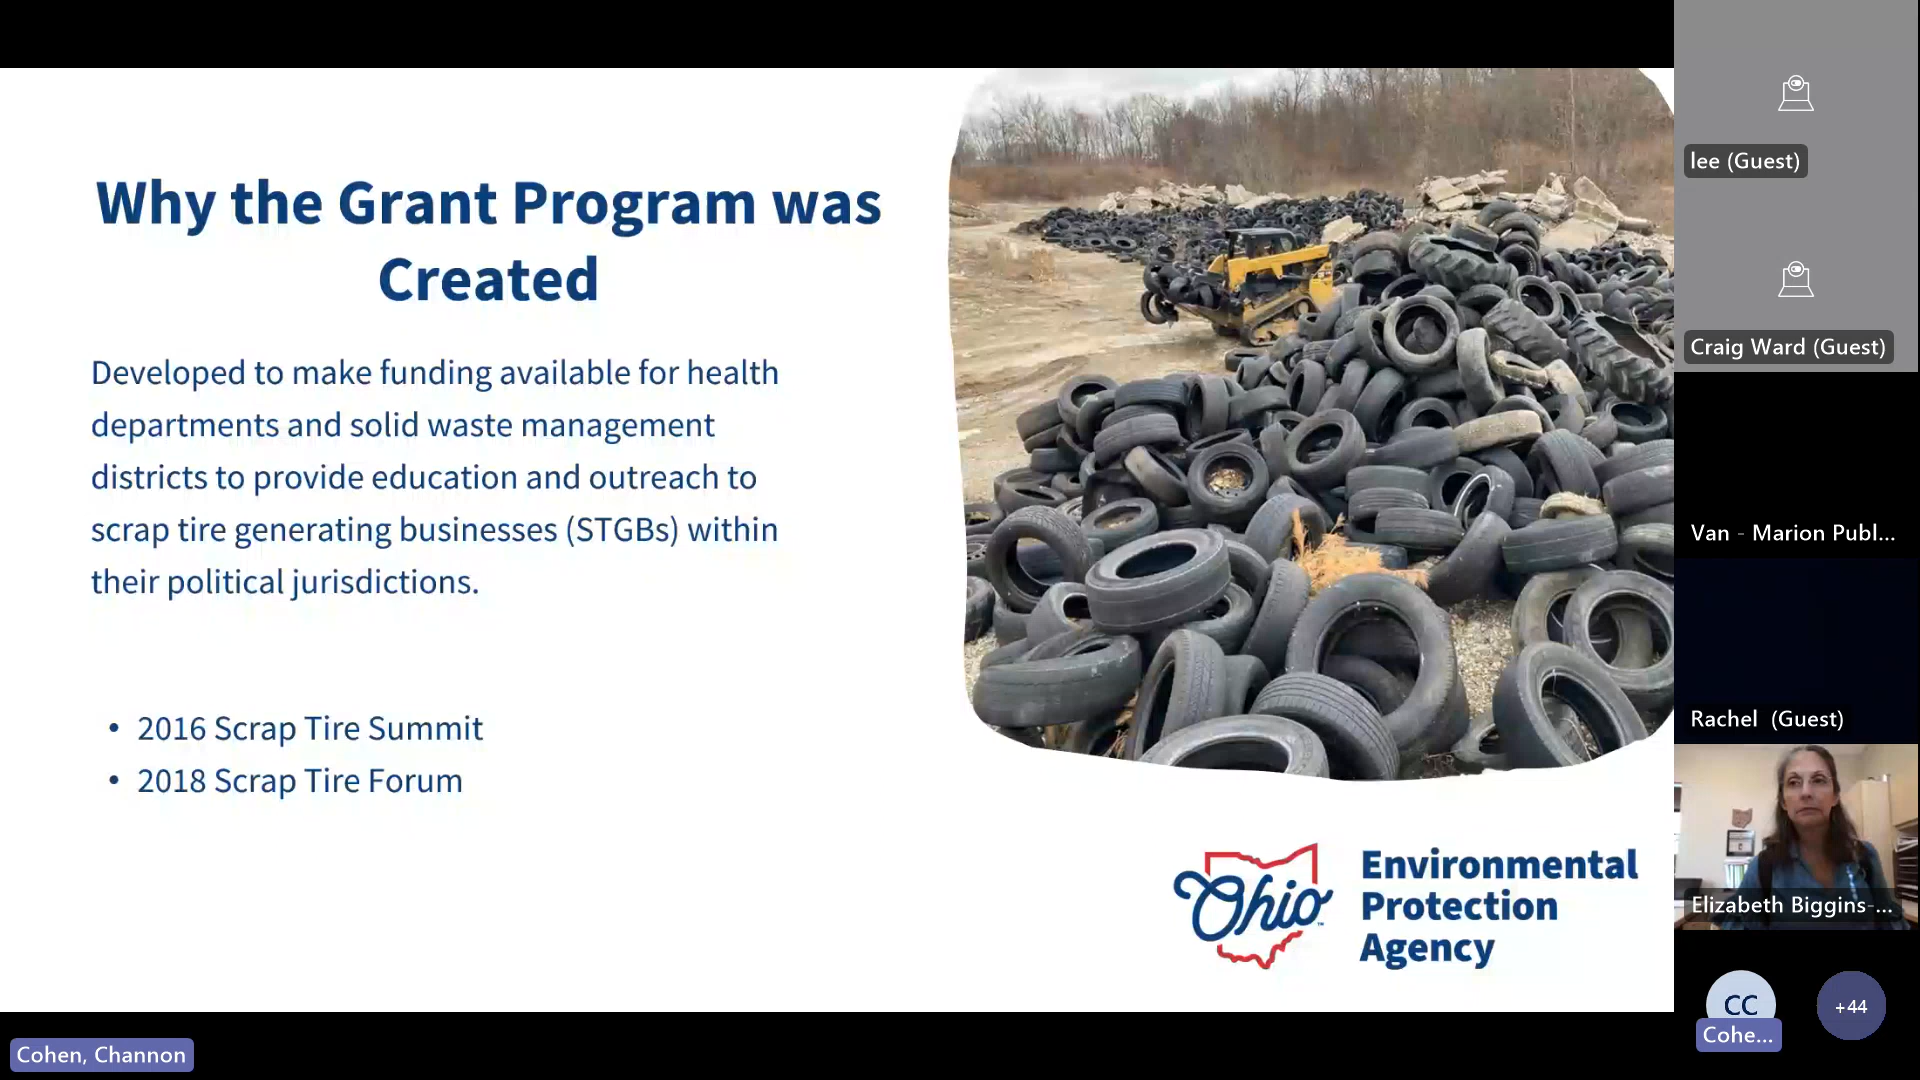 Why the Grant Program was
Created
Developed to make funding available for health
departments and solid waste management
districts to provide education and outreach to
scrap tire generating businesses (STGBs) within
their political jurisdictions.
• 2016 Scrap Tire Summit
• 2018 Scrap Tire Forum
Ohio™
Environmental
Protection
Agency
lee (Guest)
Craig Ward (Guest)
Van - Marion Publ...
Rachel (Guest)
Elizabeth Biggins-...
CC
Cohe...
+44
Cohen, Channon